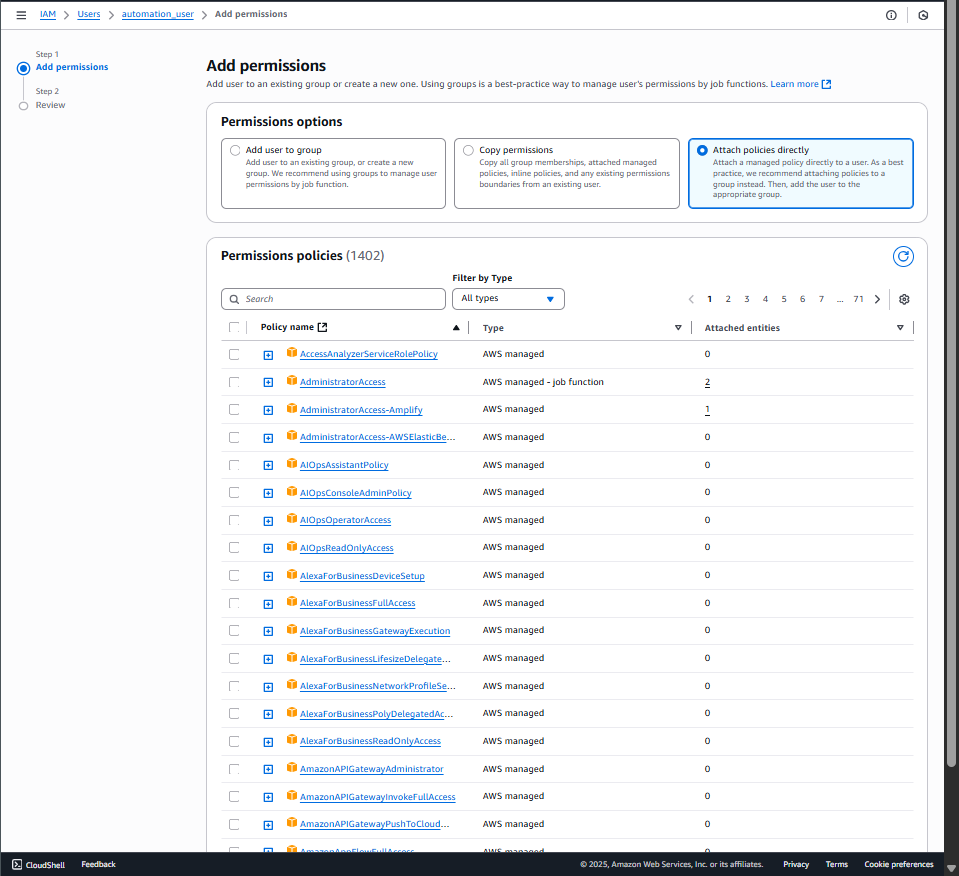 IAM > Users > automation_user > Add permissions
Step 1
Add permissions
Step 2
Review
Add permissions
Add user to an existing group or create a new one. Using groups is a best-practice way to manage user's permissions by job functions. Learn more
Permissions options
Add user to group
Add user to an existing group, or create a new
group. We recommend using groups to manage user
permissions by job function.
Copy permissions
Copy all group memberships, attached managed
policies, inline policies, and any existing permissions
boundaries from an existing user.
Attach policies directly
Attach a managed policy directly to a user. As a best
practice, we recommend attaching policies to a
group instead. Then, add the user to the
appropriate group.
Permissions policies (1402)
Filter by Type
Search
All types
1 2 3 4 5 6 7 ... 71
Policy name Type Attached entities
AccessAnalyzerServiceRolePolicy AWS managed 0
AdministratorAccess AWS managed - job function 2
AdministratorAccess-Amplify AWS managed 1
AdministratorAccess-AWSElasticBe... AWS managed 0
AIOpsAssistantPolicy AWS managed 0
AIOpsConsoleAdminPolicy AWS managed 0
AIOpsOperatorAccess AWS managed 0
AIOpsReadOnlyAccess AWS managed 0
AlexaForBusinessDeviceSetup AWS managed 0
AlexaForBusinessFullAccess AWS managed 0
AlexaForBusinessGatewayExecution AWS managed 0
AlexaForBusinessLifesizeDelegate... AWS managed 0
AlexaForBusinessNetworkProfileSe... AWS managed 0
AlexaForBusinessPolyDelegatedAc... AWS managed 0
AlexaForBusinessReadOnlyAccess AWS managed 0
AmazonAPIGatewayAdministrator AWS managed 0
AmazonAPIGatewayInvokeFullAccess AWS managed 0
AmazonAPIGatewayPushToCloud... AWS managed 0
AmazonAppFlowFullAccess AWS managed 0
CloudShell Feedback © 2025, Amazon Web Services, Inc. or its affiliates. Privacy Terms Cookie preferences